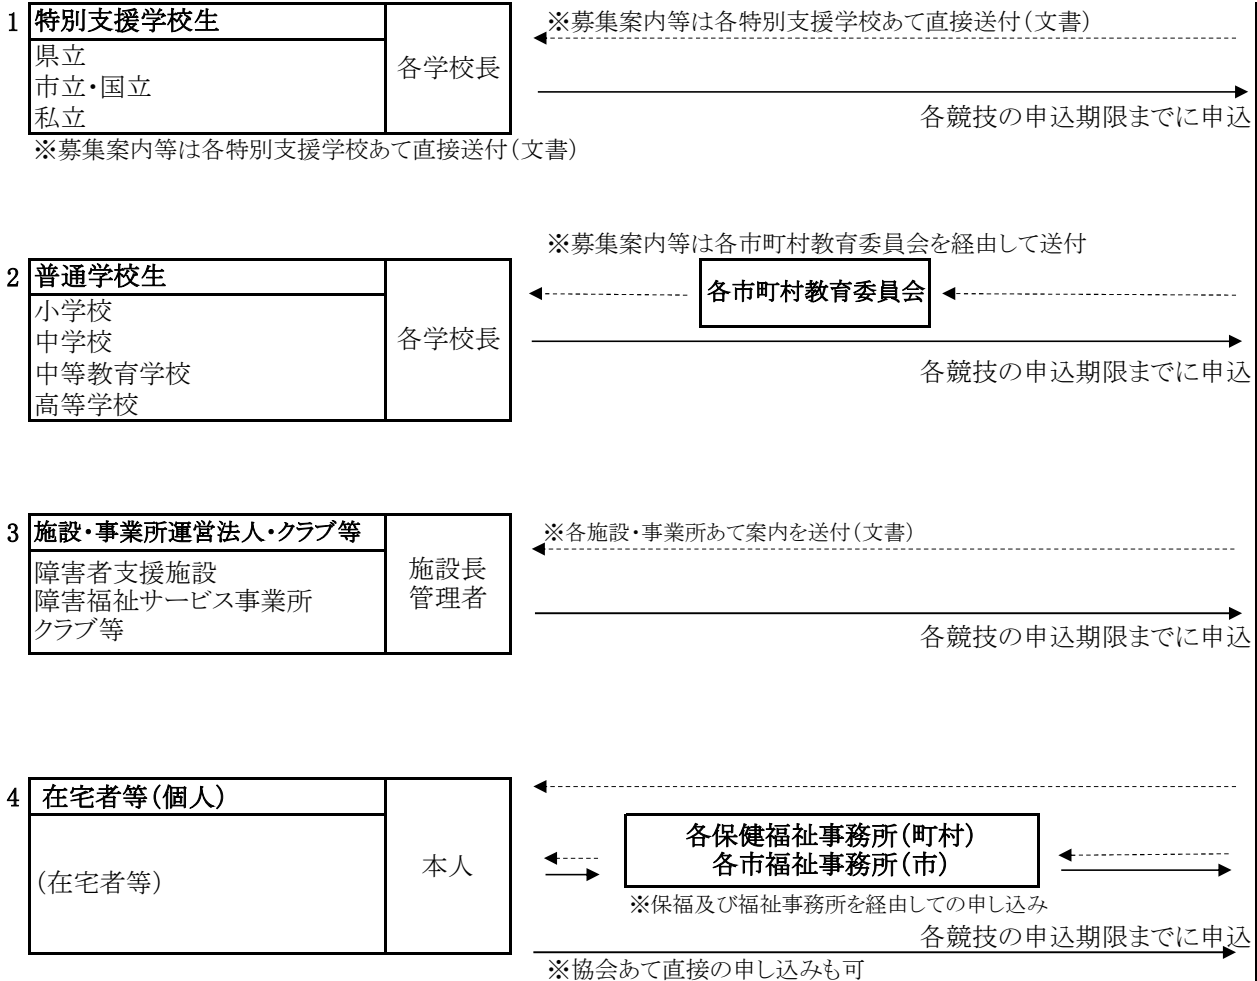 1 特別支援学校生
県立
市立・国立
私立
各学校長
※募集案内等は各特別支援学校あて直接送付(文書)
各競技の申込期限までに申込
※募集案内等は各特別支援学校あて直接送付(文書)
※募集案内等は各市町村教育委員会を経由して送付
2 普通学校生
小学校
中学校
中等教育学校
高等学校
各学校長
各市町村教育委員会
各競技の申込期限までに申込
3 施設・事業所運営法人・クラブ等
障害者支援施設
障害福祉サービス事業所
クラブ等
施設長
管理者
※各施設・事業所あて案内を送付(文書)
各競技の申込期限までに申込
4 在宅者等(個人)
(在宅者等)
本人
各保健福祉事務所(町村)
各市福祉事務所(市)
※保福及び福祉事務所を経由しての申し込み
各競技の申込期限までに申込
※協会あて直接の申し込みも可